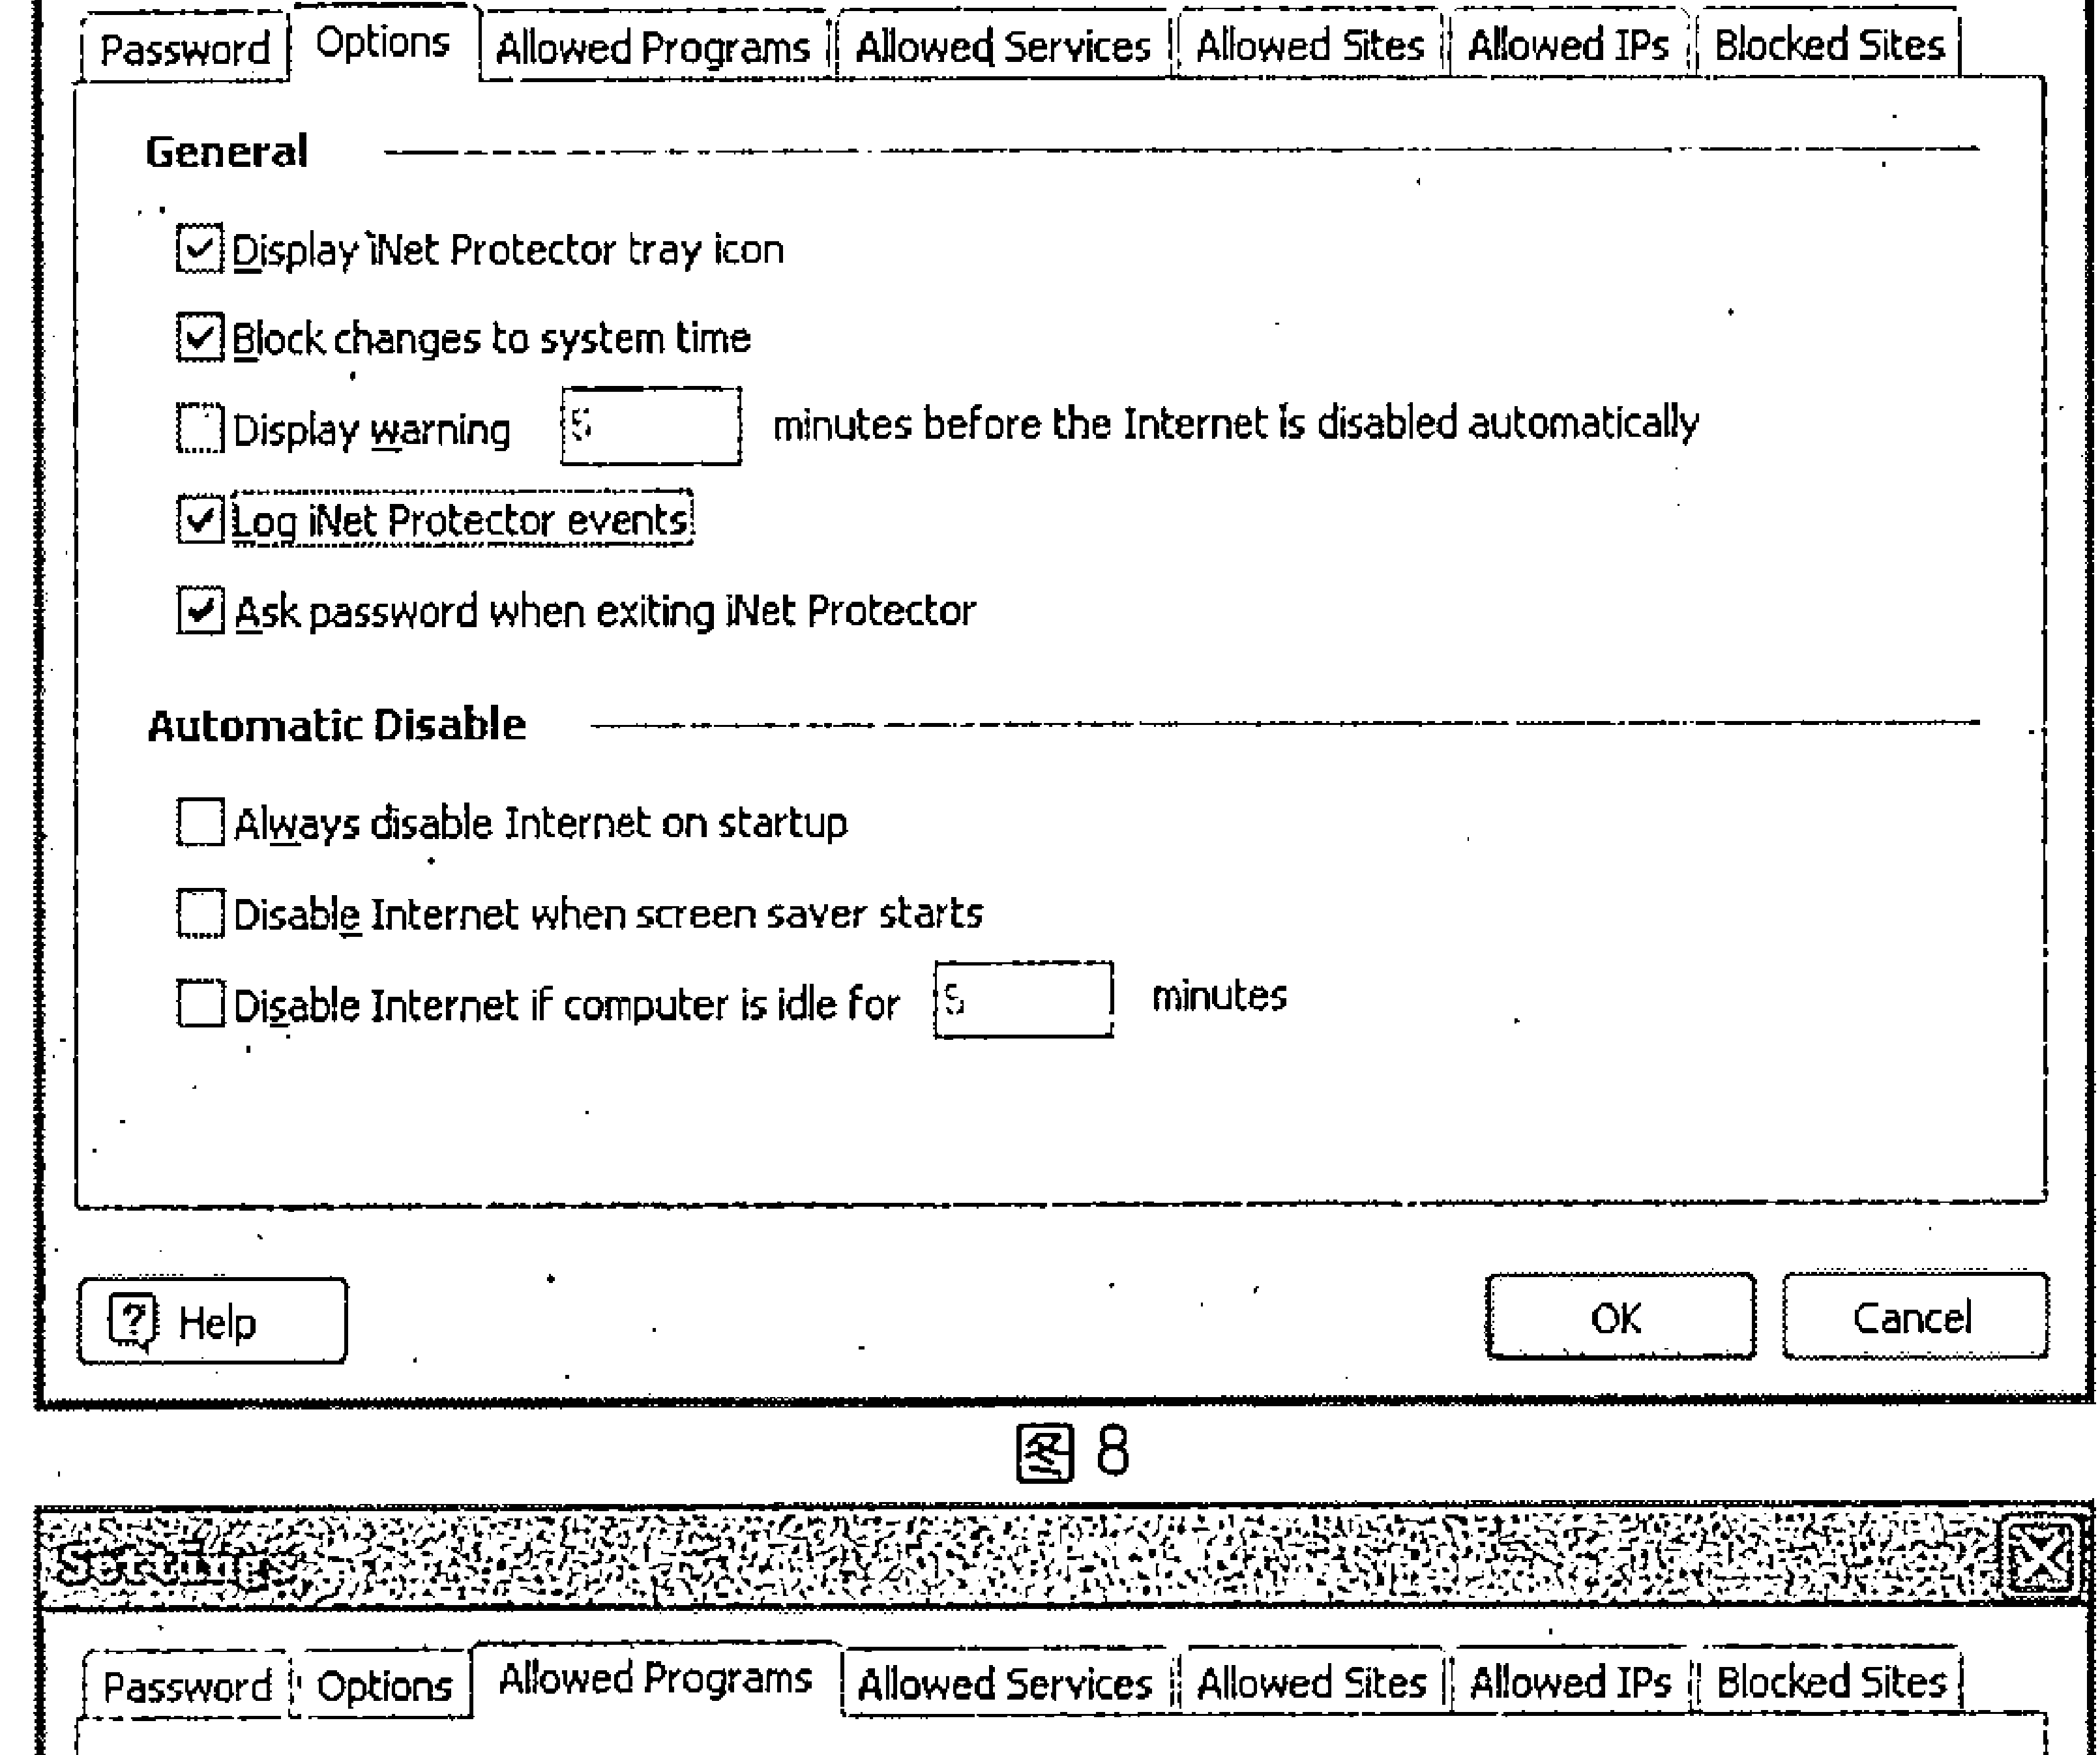 Password Options Allowed Programs Allowed Services Allowed Sites Allowed IPs Blocked Sites
General
Display iNet Protector tray icon
Block changes to system time
Display warning 5 minutes before the Internet is disabled automatically
Log iNet Protector events
Ask password when exiting iNet Protector
Automatic Disable
Always disable Internet on startup
Disable Internet when screen saver starts
Disable Internet if computer is idle for 5 minutes
? Help OK Cancel
图 8
Settings
Password Options Allowed Programs Allowed Services Allowed Sites Allowed IPs Blocked Sites